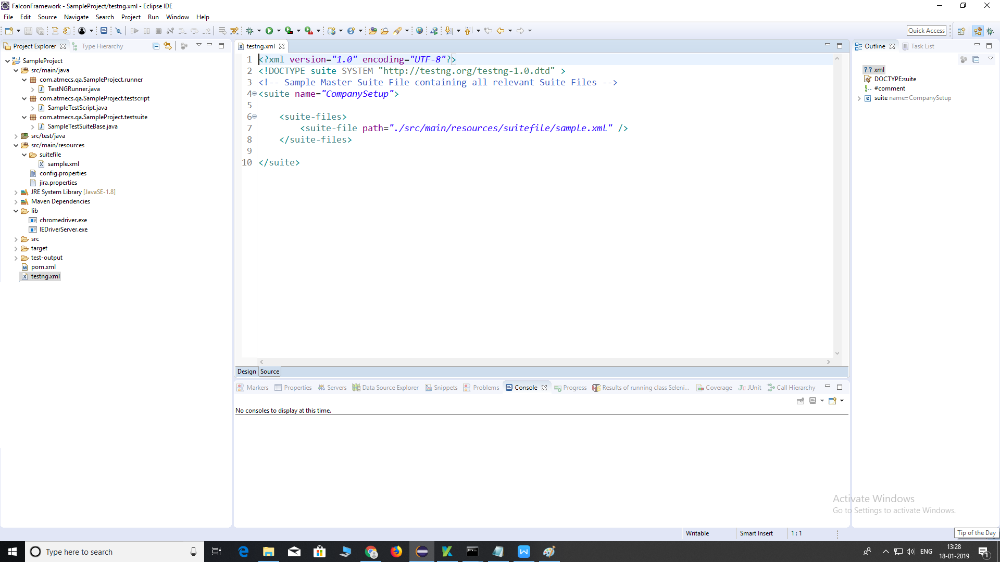 FalconFramework - SampleProject/testng.xml - Eclipse IDE
File Edit Source Navigate Search Project Run Window Help
Quick Access
Project Explorer Type Hierarchy
SampleProject
src/main/java
com.atmecs.qa.SampleProject.runner
TestNGRunner.java
com.atmecs.qa.SampleProject.testscript
SampleTestScript.java
com.atmecs.qa.SampleProject.testsuite
SampleTestSuiteBase.java
src/test/java
src/main/resources
suitefile
sample.xml
config.properties
jira.properties
JRE System Library [JavaSE-1.8]
Maven Dependencies
lib
chromedriver.exe
IEDriverServer.exe
src
target
test-output
pom.xml
testng.xml
testng.xml
1 <?xml version="1.0" encoding="UTF-8"?>
2 <!DOCTYPE suite SYSTEM "http://testng.org/testng-1.0.dtd" >
3 <!-- Sample Master Suite File containing all relevant Suite Files -->
4 <suite name="CompanySetup">
5
6 <suite-files>
7 <suite-file path="./src/main/resources/suitefile/sample.xml" />
8 </suite-files>
9
10 </suite>
Design Source
Outline Task List
?=? xml
DOCTYPE:suite
#comment
suite name=CompanySetup
Markers Properties Servers Data Source Explorer Snippets Problems Console Progress Results of running class Seleni... Coverage JUnit Call Hierarchy
No consoles to display at this time.
Activate Windows
Go to Settings to activate Windows.
Writable Smart Insert 1 : 1
Tip of the Day
Type here to search
ENG
13:28
18-01-2019
1